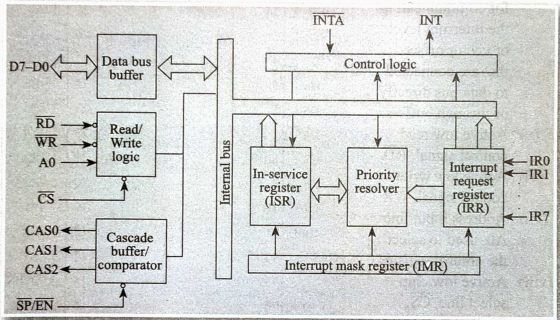 INTA INT
Control logic
D7–D0
Data bus
buffer
RD
WR
A0
CS
Read/
Write
logic
Internal bus
In-service
register
(ISR)
Priority
resolver
Interrupt
request
register
(IRR)
IR0
IR1
IR7
CAS0
CAS1
CAS2
Cascade
buffer/
comparator
SP/EN
Interrupt mask register (IMR)